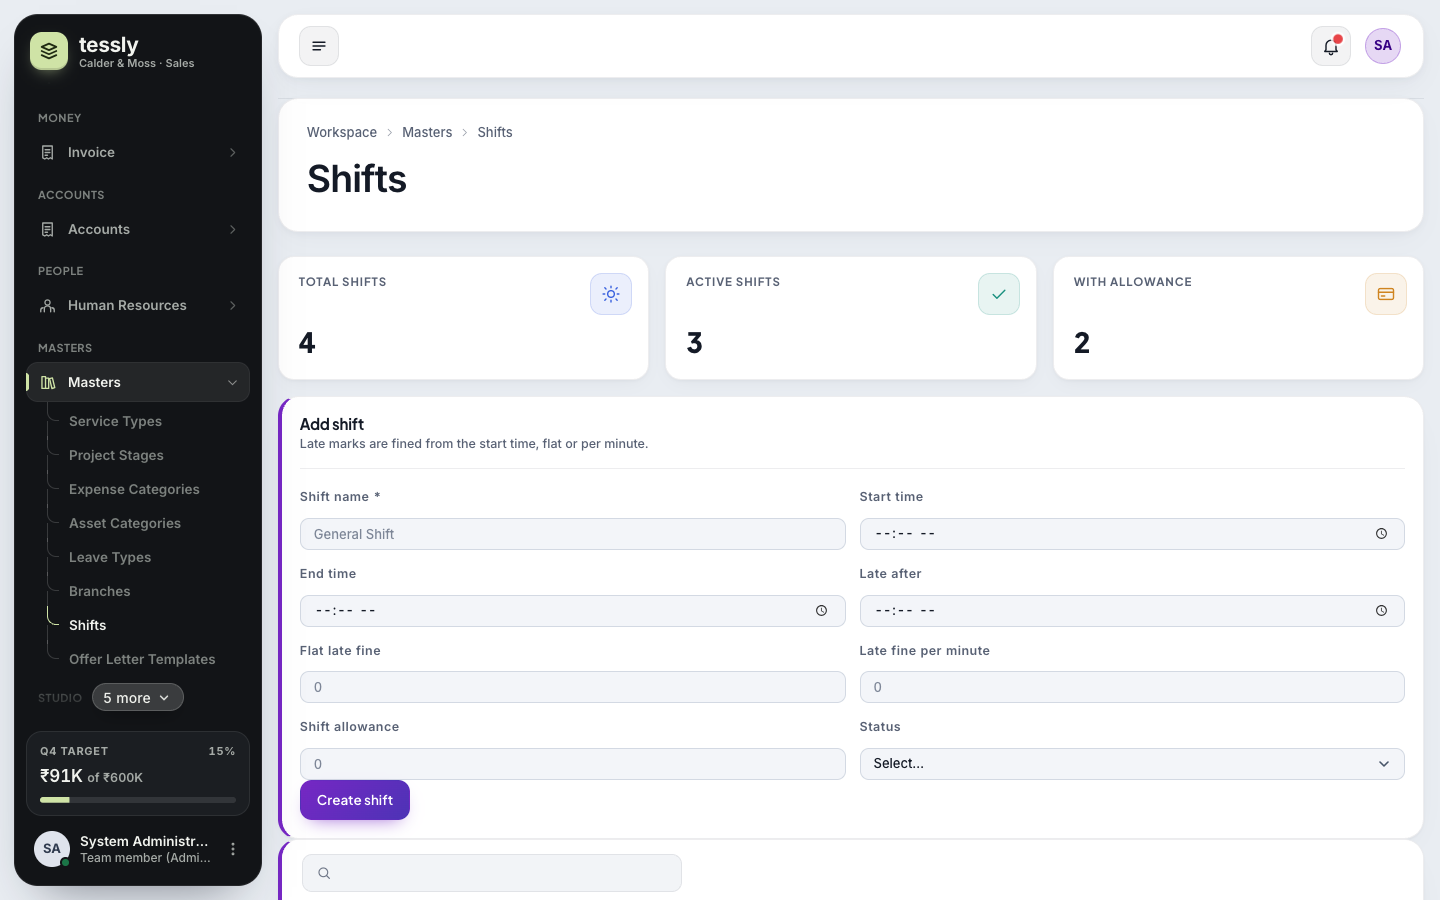 tessly
Calder & Moss · Sales
MONEY
Invoice
ACCOUNTS
Accounts
PEOPLE
Human Resources
MASTERS
Masters
Service Types
Project Stages
Expense Categories
Asset Categories
Leave Types
Branches
Shifts
Offer Letter Templates
STUDIO
5 more
Q4 TARGET 15%
₹91K of ₹600K
SA
System Administr...
Team member (Admi...
SA
Workspace > Masters > Shifts
Shifts
TOTAL SHIFTS
4
ACTIVE SHIFTS
3
WITH ALLOWANCE
2
Add shift
Late marks are fined from the start time, flat or per minute.
Shift name * Start time
General Shift --:-- --
End time Late after
--:-- -- --:-- --
Flat late fine Late fine per minute
0 0
Shift allowance Status
0 Select...
Create shift